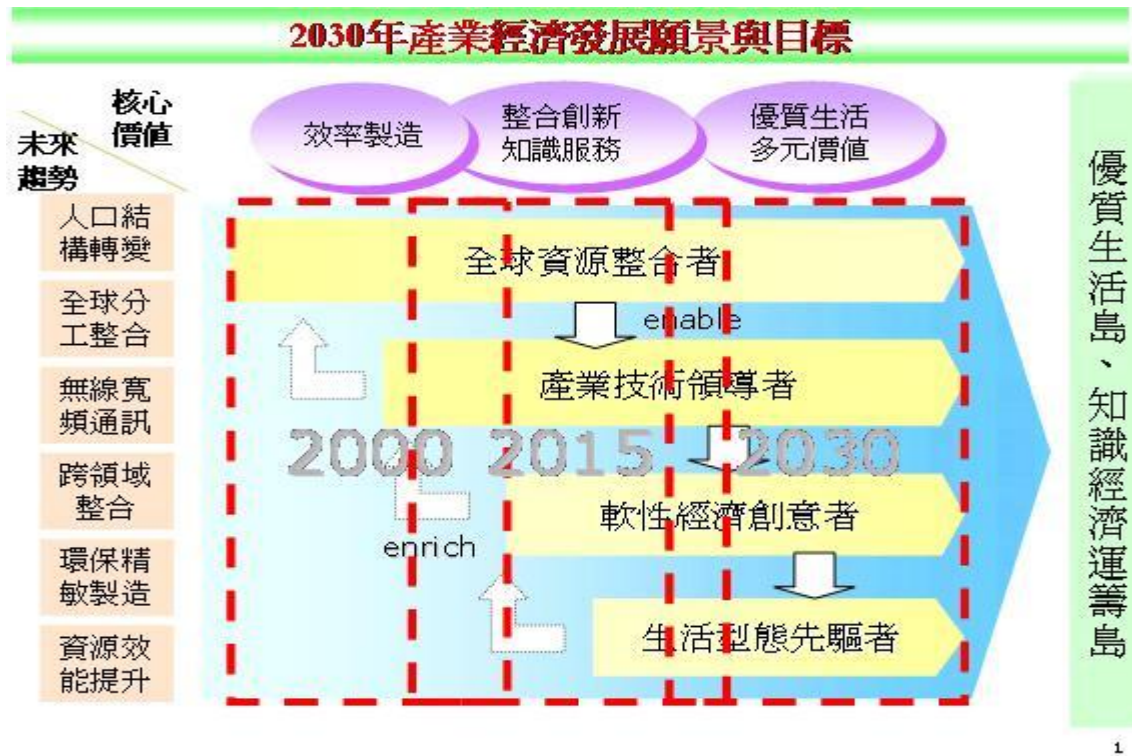 2030年產業經濟發展願景與目標
核心
價值
未來
趨勢
效率製造
整合創新
知識服務
優質生活
多元價值
人口結
構轉變
全球分
工整合
無線寬
頻通訊
跨領域
整合
環保精
敏製造
資源效
能提升
全球資源整合者
enable
產業技術領導者
2000 2015 2030
軟性經濟創意者
enrich
生活型態先驅者
優質生活島、知識經濟運籌島
1